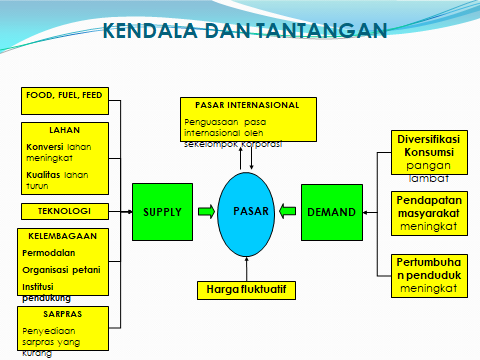 KENDALA DAN TANTANGAN
FOOD, FUEL, FEED
LAHAN
Konversi lahan
meningkat
Kualitas lahan
turun
TEKNOLOGI
KELEMBAGAAN
Permodalan
Organisasi petani
Institusi
pendukung
SARPRAS
Penyediaan
sarpras yang
kurang
SUPPLY
PASAR INTERNASIONAL
Penguasaan pasa
internasional oleh
sekelompok korporasi
PASAR
Harga fluktuatif
DEMAND
Diversifikasi
Konsumsi
pangan
lambat
Pendapatan
masyarakat
meningkat
Pertumbuha
n penduduk
meningkat